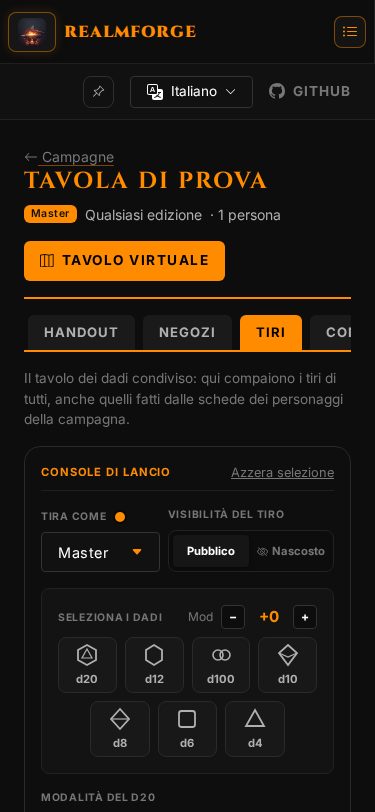 REALMFORGE
Italiano
GITHUB
← Campagne
TAVOLA DI PROVA
Master Qualsiasi edizione · 1 persona
TAVOLO VIRTUALE
HANDOUT NEGOZI TIRI
Il tavolo dei dadi condiviso: qui compaiono i tiri di
tutti, anche quelli fatti dalle schede dei personaggi
della campagna.
CONSOLE DI LANCIO Azzera selezione
TIRA COME VISIBILITÀ DEL TIRO
Master Pubblico Nascosto
SELEZIONA I DADI Mod − +0 +
d20 d12 d100 d10
d8 d6 d4
MODALITÀ DEL D20